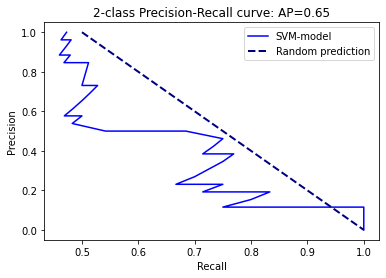 2-class Precision-Recall curve: AP=0.65
1.0
0.8
0.6
0.4
0.2
0.0
Precision
SVM-model
Random prediction
0.5 0.6 0.7 0.8 0.9 1.0
Recall